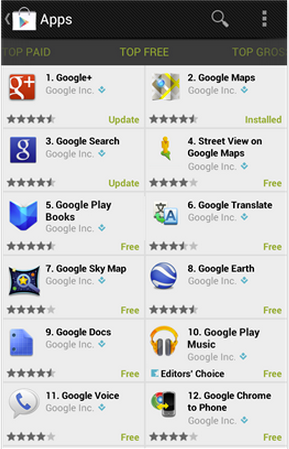 Apps
TOP PAID
TOP FREE
TOP GROS
1. Google+
Google Inc.
Update
2. Google Maps
Google Inc.
Installed
3. Google Search
Google Inc.
Update
4. Street View on
Google Maps
Google Inc.
Free
5. Google Play
Books
Google Inc.
Free
6. Google Translate
Google Inc.
Free
7. Google Sky Map
Google Inc.
Free
8. Google Earth
Google Inc.
Free
9. Google Docs
Google Inc.
Free
10. Google Play
Music
Google Inc.
Editors' Choice
Free
11. Google Voice
Google Inc.
Free
12. Google Chrome
to Phone
Google Inc.
Free